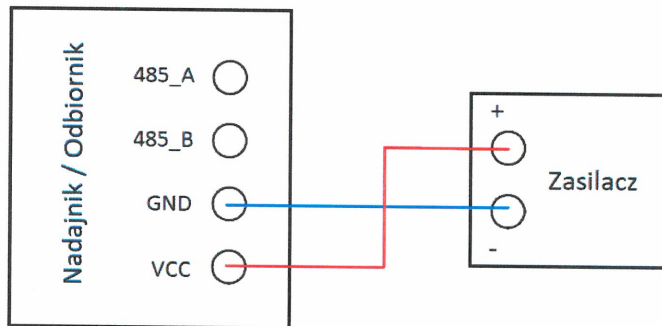 Nadajnik / Odbiornik
485_A
485_B
GND
VCC
+
-
Zasilacz